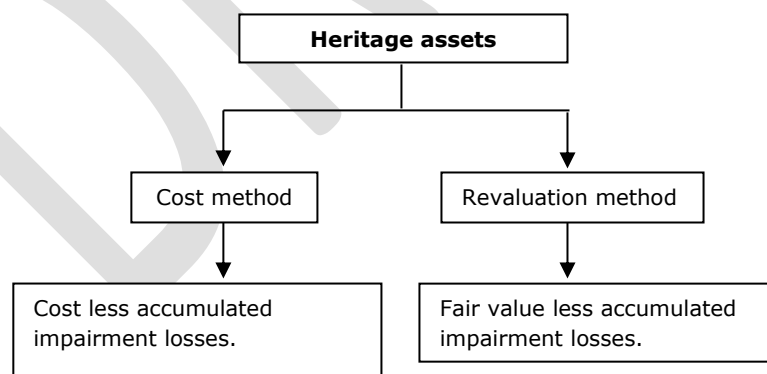 Heritage assets
Cost method
Revaluation method
Cost less accumulated
impairment losses.
Fair value less accumulated
impairment losses.